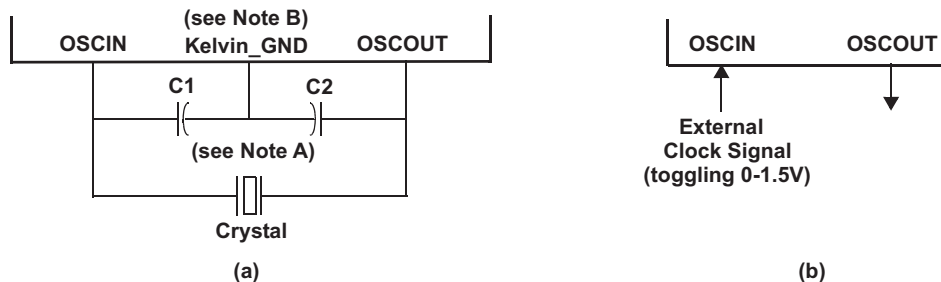 (see Note B)
OSCIN Kelvin_GND OSCOUT
C1 C2
(see Note A)
Crystal
(a)
OSCIN OSCOUT
External
Clock Signal
(toggling 0-1.5V)
(b)